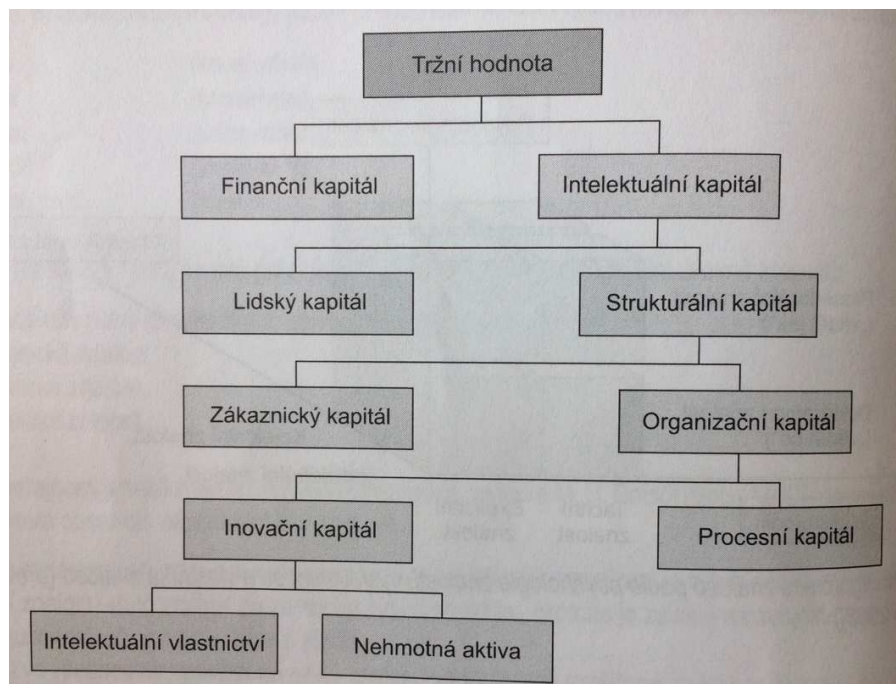 Tržní hodnota
Finanční kapitál
Intelektuální kapitál
Lidský kapitál
Strukturální kapitál
Zákaznický kapitál
Organizační kapitál
Inovační kapitál
Procesní kapitál
Intelektuální vlastnictví
Nehmotná aktiva